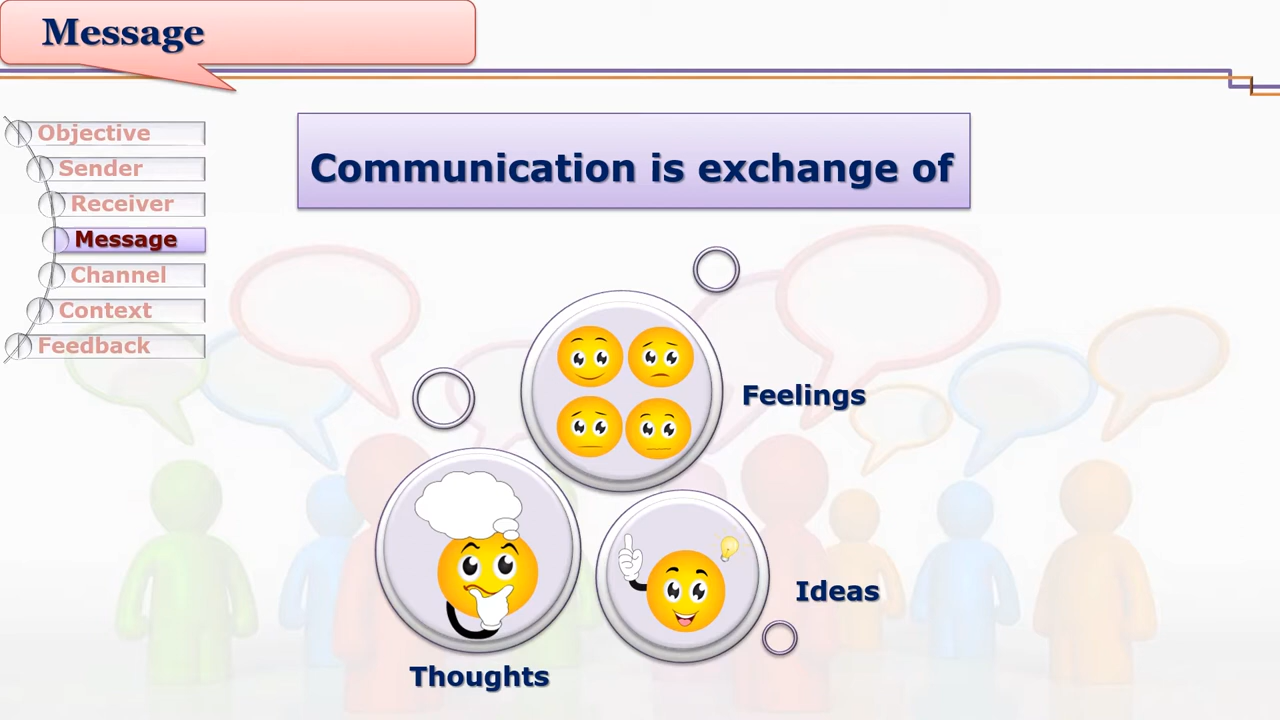 Message
Objective
Sender
Receiver
Message
Channel
Context
Feedback
Communication is exchange of
Feelings
Ideas
Thoughts